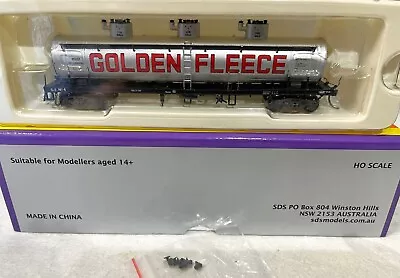 GOLDEN FLEECE
Suitable for Modellers aged 14+
HO SCALE
SDS PO Box 804 Winston Hills
NSW 2153 AUSTRALIA
sdsmodels.com.au
MADE IN CHINA